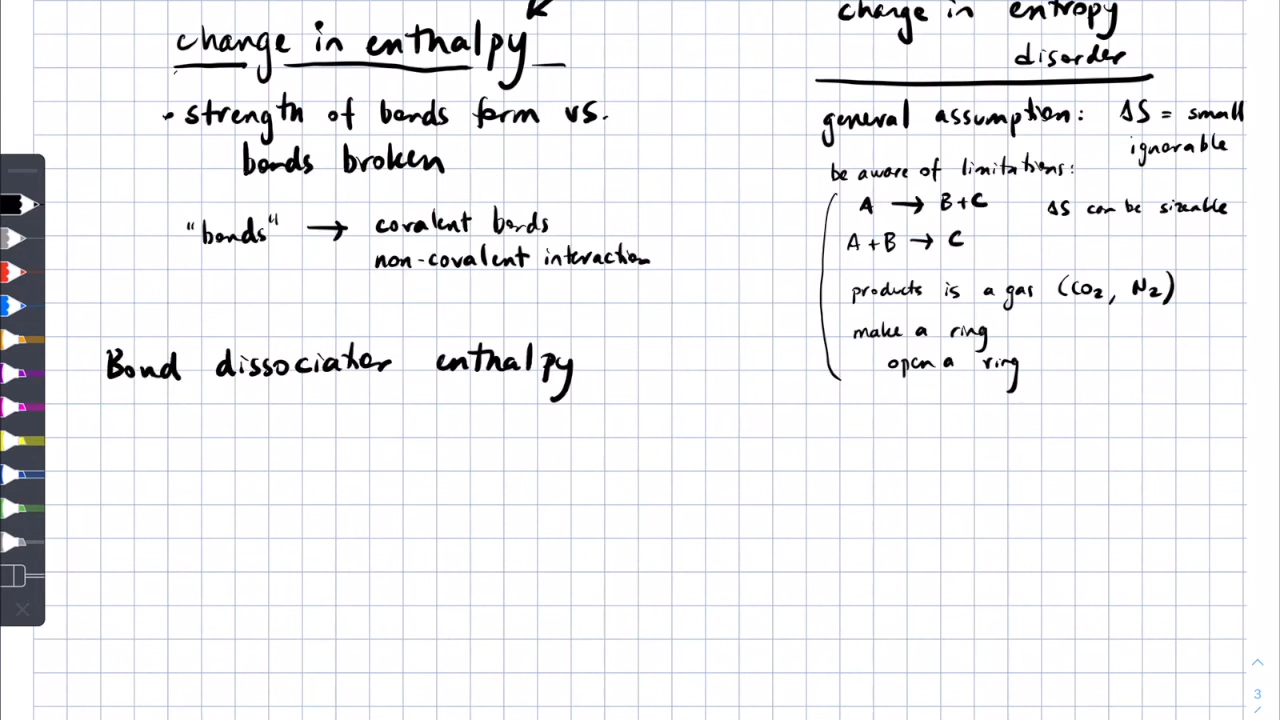 change in enthalpy
• strength of bonds form vs.
bonds broken
"bonds" → covalent bonds
non-covalent interaction
Bond dissociation enthalpy
change in entropy
disorder
general assumption: ΔS = small
ignorable
be aware of limitations:
A → B+C ΔS can be sizeable
A+B → C
products is a gas (CO2, N2)
make a ring
open a ring
3